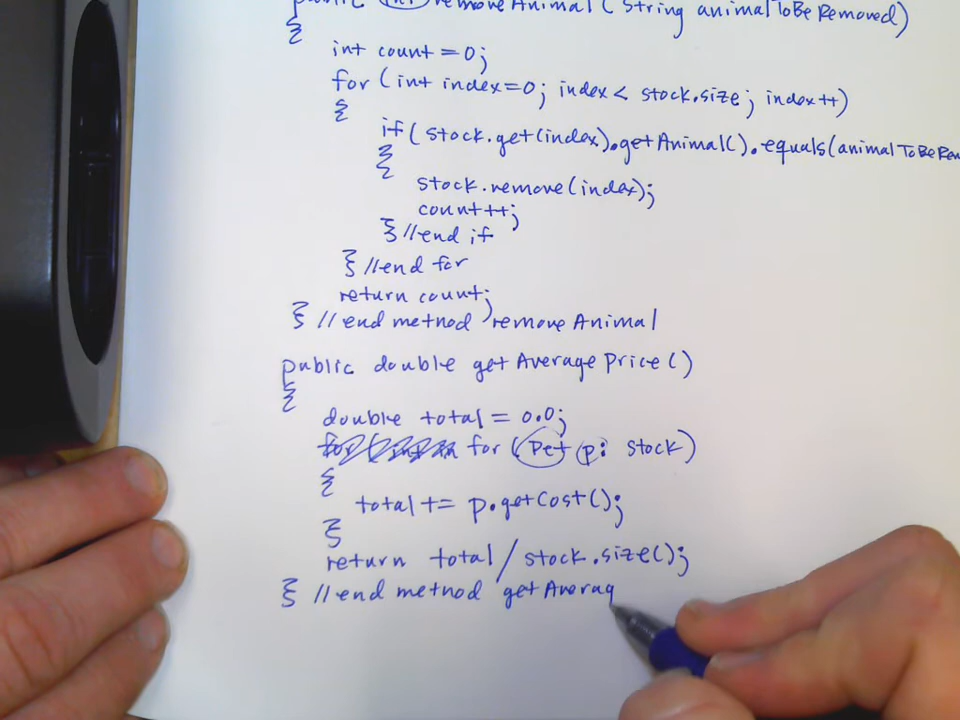 public int removeAnimal (String animalToBeRemoved)
{
int count = 0;
for (int index=0; index < stock.size; index++)
{
if( stock.get(index).getAnimal().equals(animalToBeRem
{
stock.remove(index);
count++;
} //end if
} //end for
return count;
} //end method removeAnimal
public double getAveragePrice()
{
double total = 0.0;
for (Pet p: stock)
{
total += p.getCost();
}
return total / stock.size();
} //end method getAverag